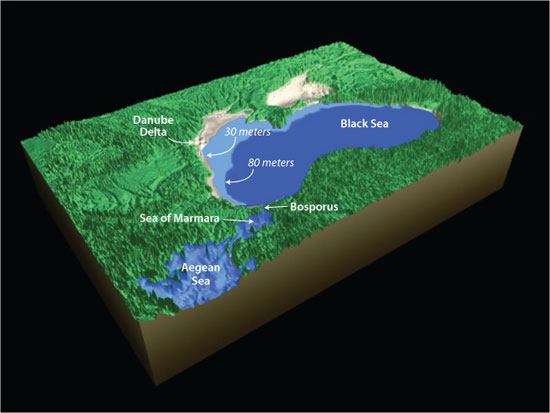 Danube
Delta
30 meters
Black Sea
80 meters
Bosporus
Sea of Marmara
Aegean
Sea